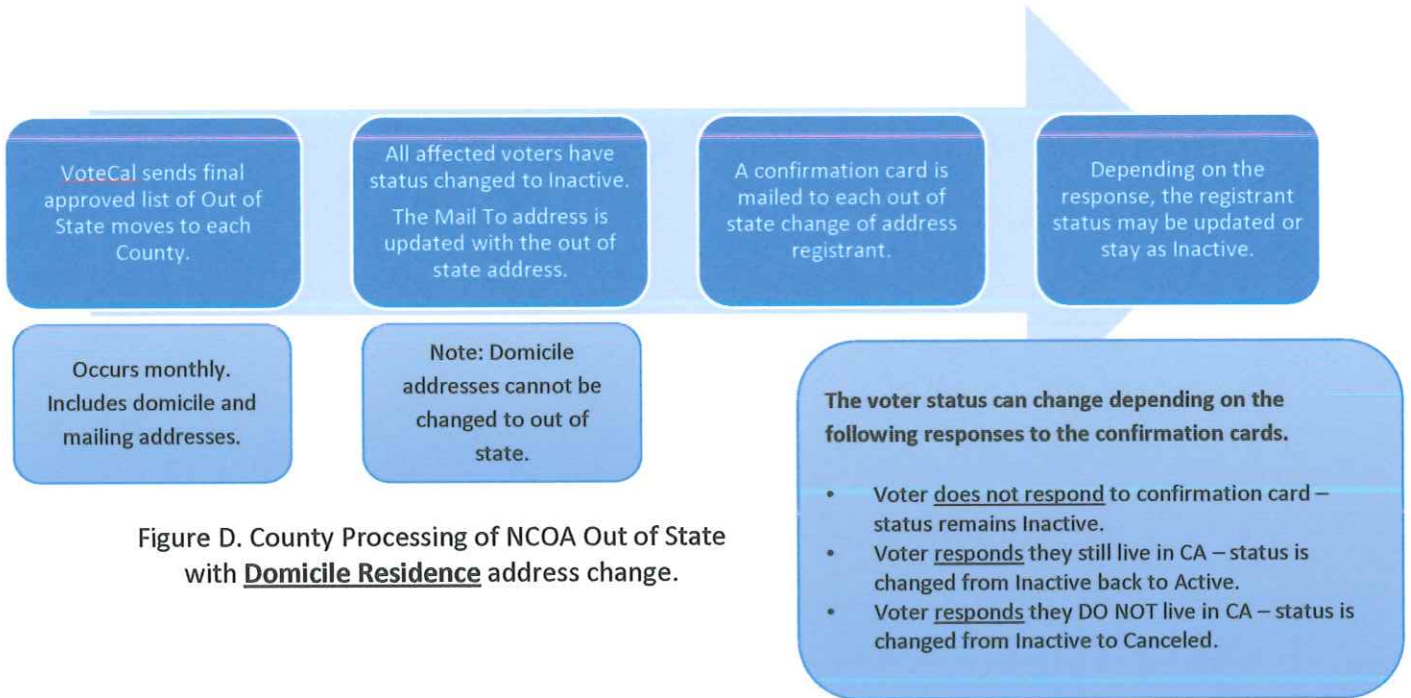 VoteCal sends final
approved list of Out of
State moves to each
County.
All affected voters have
status changed to Inactive.
The Mail To address is
updated with the out of
state address.
A confirmation card is
mailed to each out of
state change of address
registrant.
Depending on the
response, the registrant
status may be updated or
stay as Inactive.
Occurs monthly.
Includes domicile and
mailing addresses.
Note: Domicile
addresses cannot be
changed to out of
state.
The voter status can change depending on the
following responses to the confirmation cards.
• Voter does not respond to confirmation card –
status remains Inactive.
• Voter responds they still live in CA – status is
changed from Inactive back to Active.
• Voter responds they DO NOT live in CA – status is
changed from Inactive to Canceled.
Figure D. County Processing of NCOA Out of State
with Domicile Residence address change.